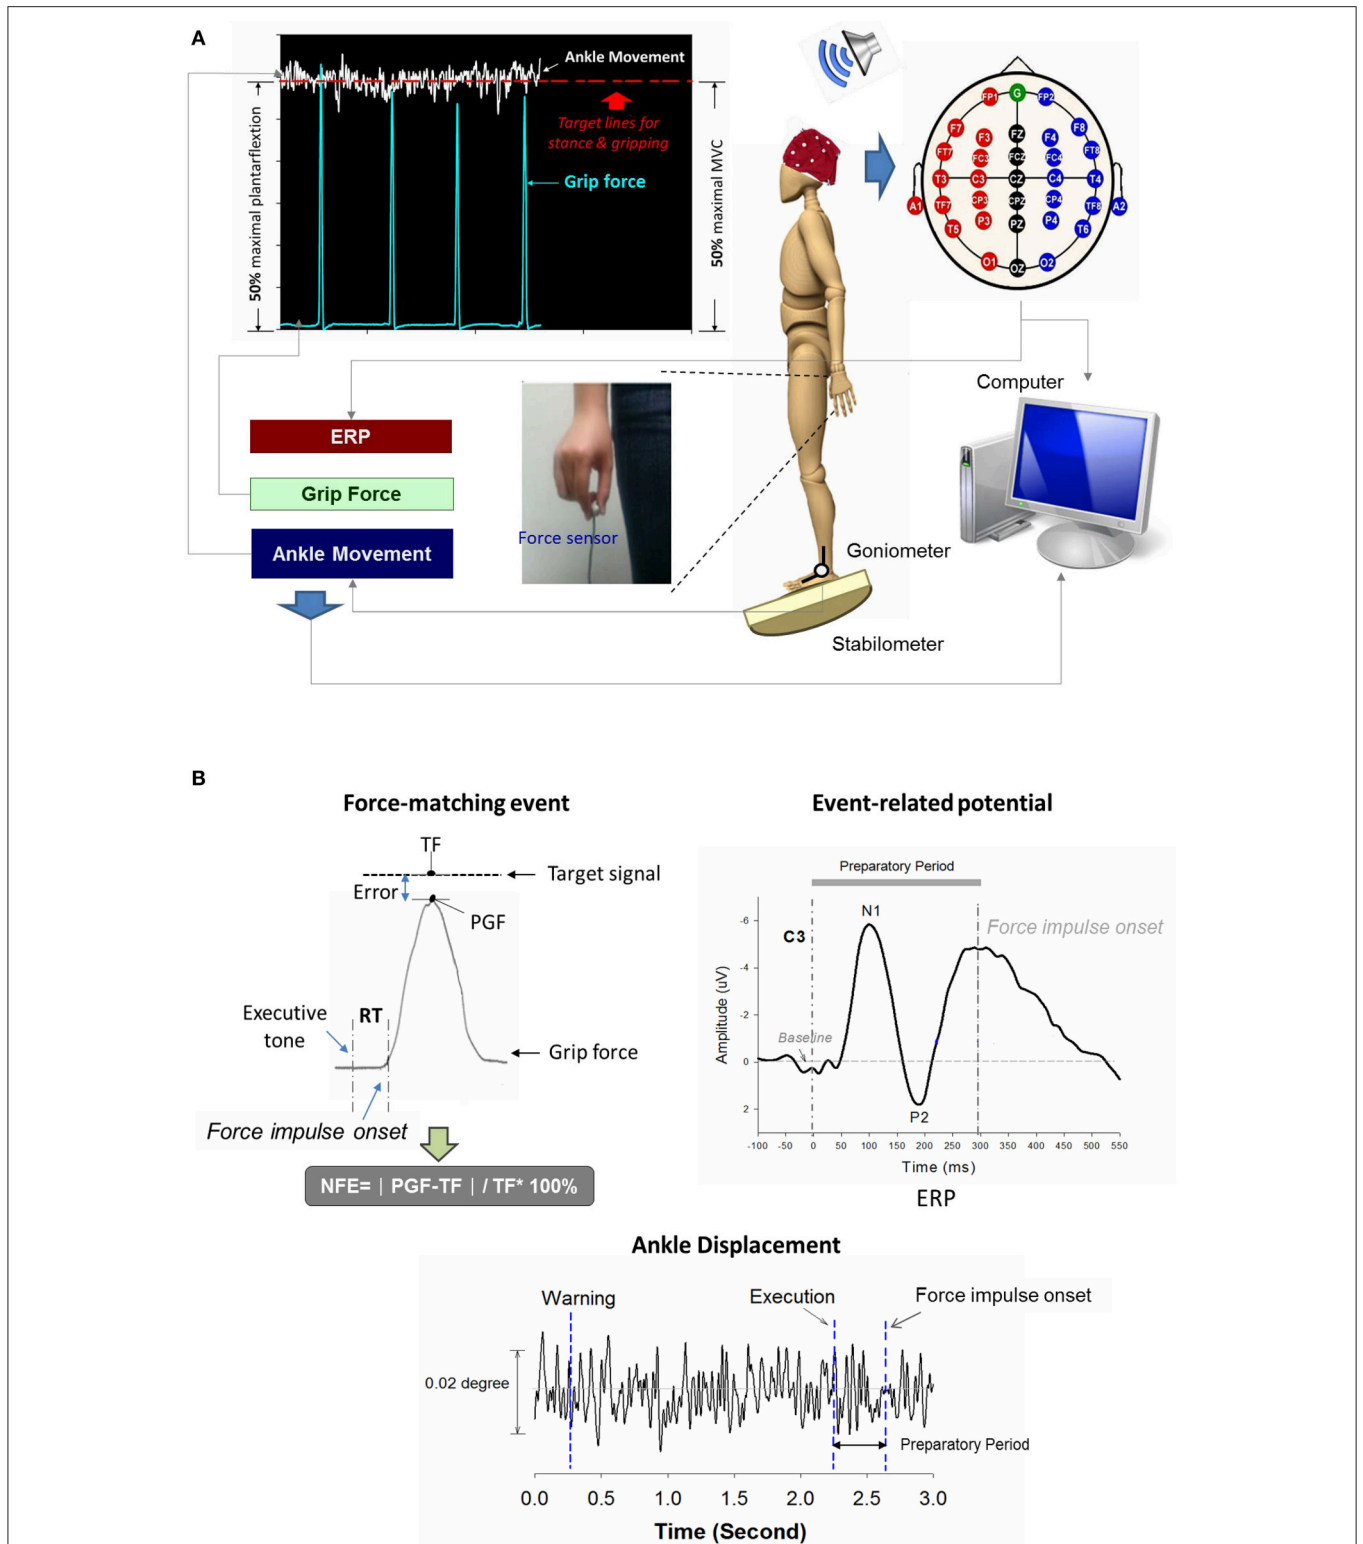 A
Ankle Movement
Target lines for
stance & gripping
Grip force
50% maximal plantarflextion
50% maximal MVC
G
FP1
FP2
F7
F3
FZ
F4
F8
FT7
FC3
FCZ
FC4
FT8
T3
C3
CZ
C4
T4
A1
TF7
CP3
CPZ
CP4
TF8
A2
T5
P3
PZ
P4
T6
O1
OZ
O2
Computer
ERP
Grip Force
Ankle Movement
Force sensor
Goniometer
Stabilometer
B
Force-matching event
TF
Target signal
Error
PGF
Executive
tone
RT
Grip force
Force impulse onset
NFE= | PGF-TF | / TF* 100%
Event-related potential
Preparatory Period
N1
C3
Force impulse onset
Baseline
P2
Amplitude (uV)
-6
-4
-2
0
2
-100 -50 0 50 100 150 200 250 300 350 400 450 500 550
Time (ms)
ERP
Ankle Displacement
Warning
Execution
Force impulse onset
0.02 degree
Preparatory Period
0.0 0.5 1.0 1.5 2.0 2.5 3.0
Time (Second)